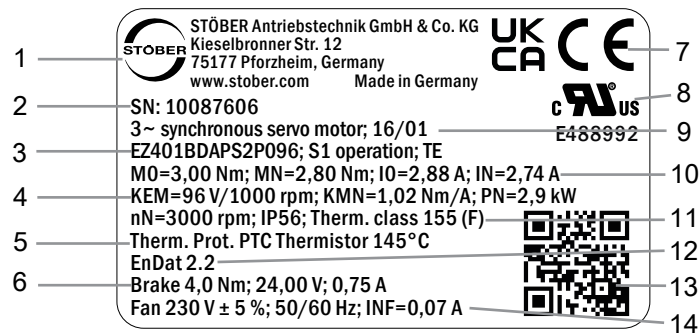 STÖBER
STÖBER Antriebstechnik GmbH & Co. KG
Kieselbronner Str. 12
75177 Pforzheim, Germany
www.stober.com Made in Germany
UK
CA
CE
C RU US
E488992
SN: 10087606
3~ synchronous servo motor; 16/01
EZ401BDAPS2P096; S1 operation; TE
M0=3,00 Nm; MN=2,80 Nm; I0=2,88 A; IN=2,74 A
KEM=96 V/1000 rpm; KMN=1,02 Nm/A; PN=2,9 kW
nN=3000 rpm; IP56; Therm. class 155 (F)
Therm. Prot. PTC Thermistor 145°C
EnDat 2.2
Brake 4,0 Nm; 24,00 V; 0,75 A
Fan 230 V ± 5 %; 50/60 Hz; INF=0,07 A
1
2
3
4
5
6
7
8
9
10
11
12
13
14